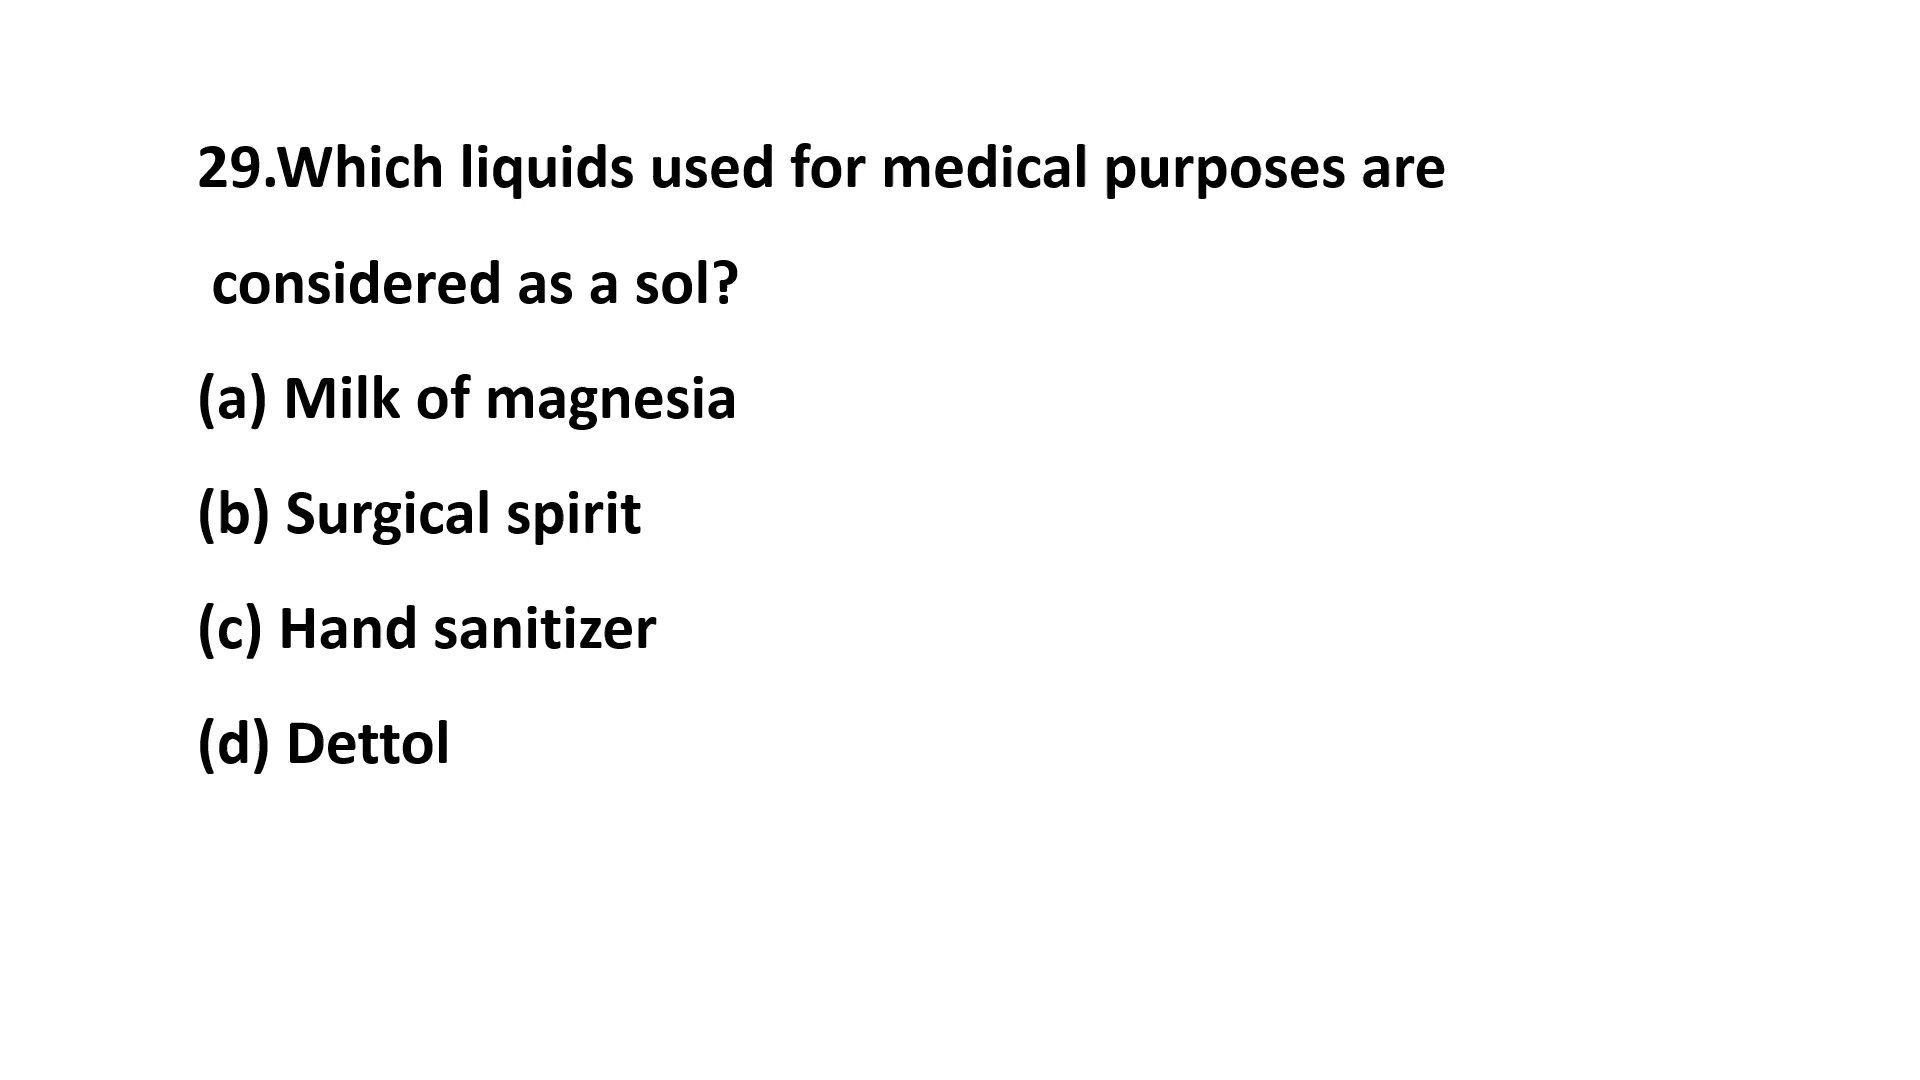 29.Which liquids used for medical purposes are
considered as a sol?
(a) Milk of magnesia
(b) Surgical spirit
(c) Hand sanitizer
(d) Dettol